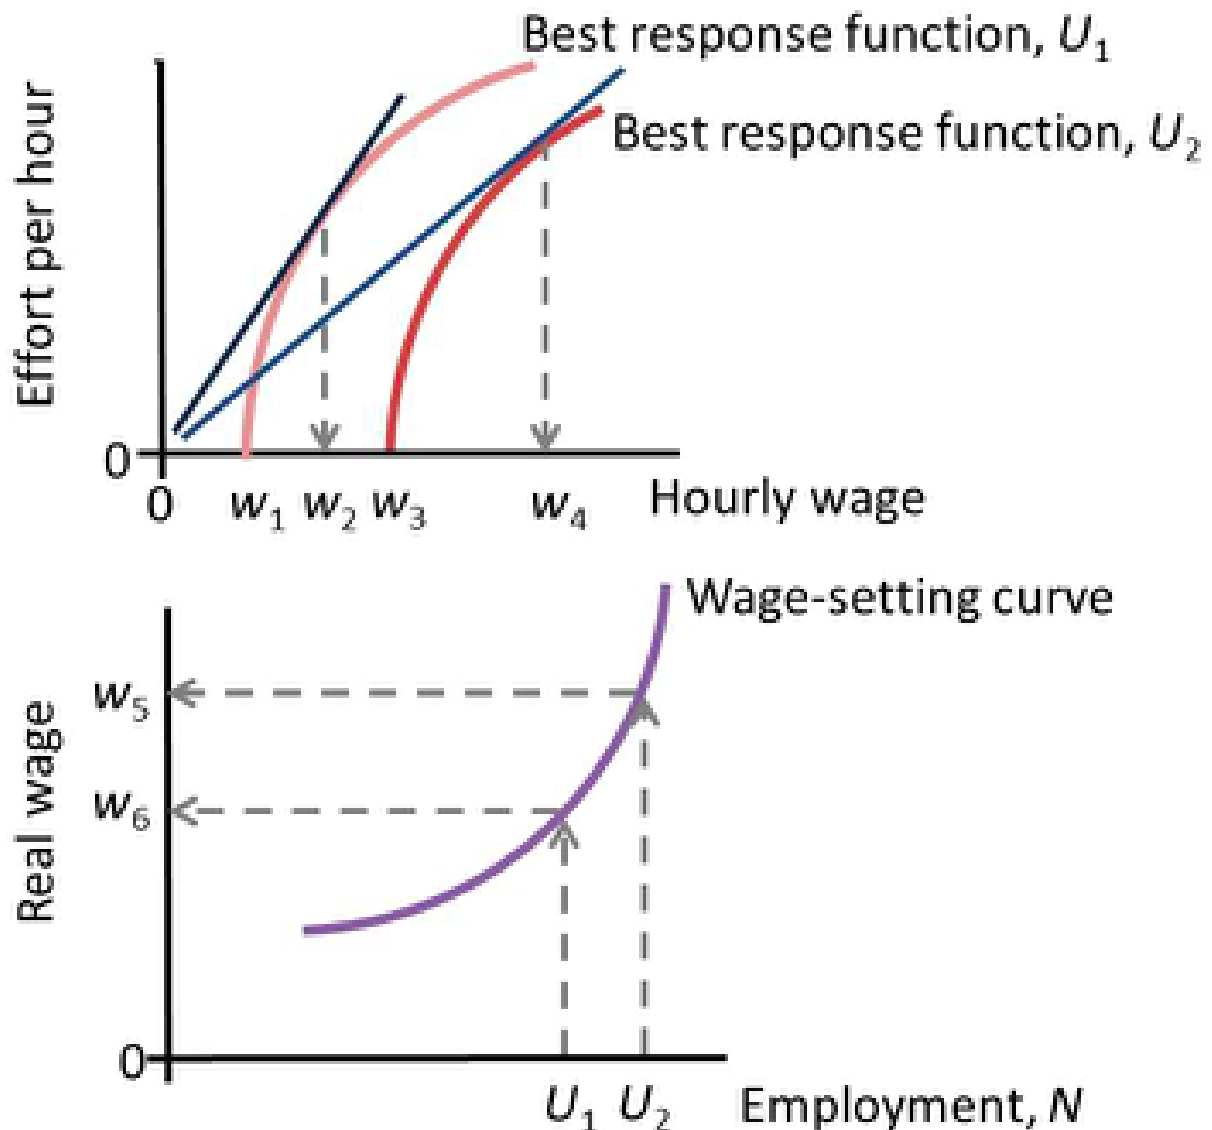 Best response function, U₁
Best response function, U₂
Effort per hour
0
0 w₁ w₂ w₃ w₄ Hourly wage
Wage-setting curve
w₅
w₆
Real wage
0
U₁ U₂ Employment, N